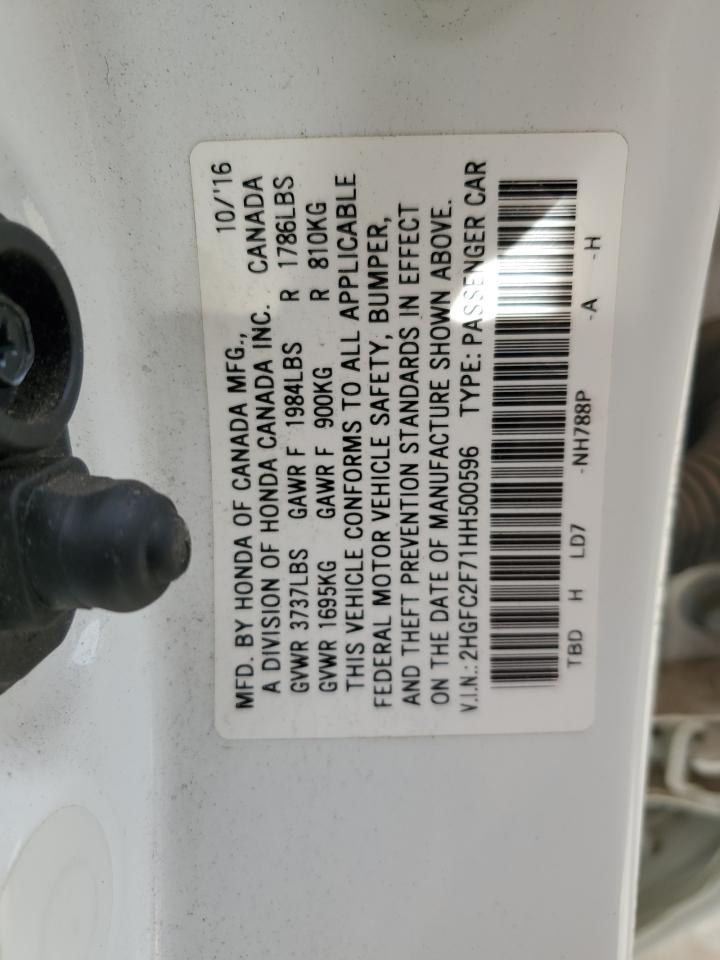 MFD. BY HONDA OF CANADA MFG., 10/'16
A DIVISION OF HONDA CANADA INC. CANADA
GVWR 3737LBS GAWR F 1984LBS R 1786LBS
GVWR 1695KG GAWR F 900KG R 810KG
THIS VEHICLE CONFORMS TO ALL APPLICABLE
FEDERAL MOTOR VEHICLE SAFETY, BUMPER,
AND THEFT PREVENTION STANDARDS IN EFFECT
ON THE DATE OF MANUFACTURE SHOWN ABOVE.
V.I.N.: 2HGFC2F71HH500596 TYPE: PASSENGER CAR
TBD H LD7 -NH788P -A -H